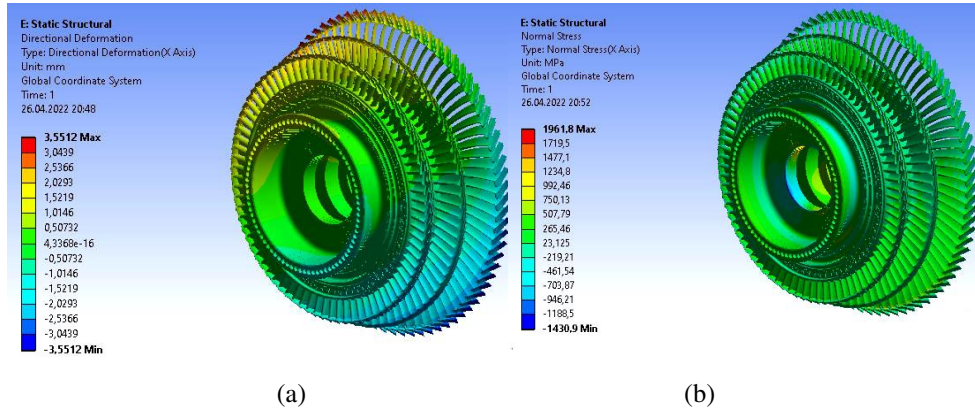 E: Static Structural
Directional Deformation
Type: Directional Deformation(X Axis)
Unit: mm
Global Coordinate System
Time: 1
26.04.2022 20:48
3,5512 Max
3,0439
2,5366
2,0293
1,5219
1,0146
0,50732
4,3368e-16
-0,50732
-1,0146
-1,5219
-2,0293
-2,5366
-3,0439
-3,5512 Min
E: Static Structural
Normal Stress
Type: Normal Stress(X Axis)
Unit: MPa
Global Coordinate System
Time: 1
26.04.2022 20:52
1961,8 Max
1719,5
1477,1
1234,8
992,46
750,13
507,79
265,46
23,125
-219,21
-461,54
-703,87
-946,21
-1188,5
-1430,9 Min
(a)
(b)